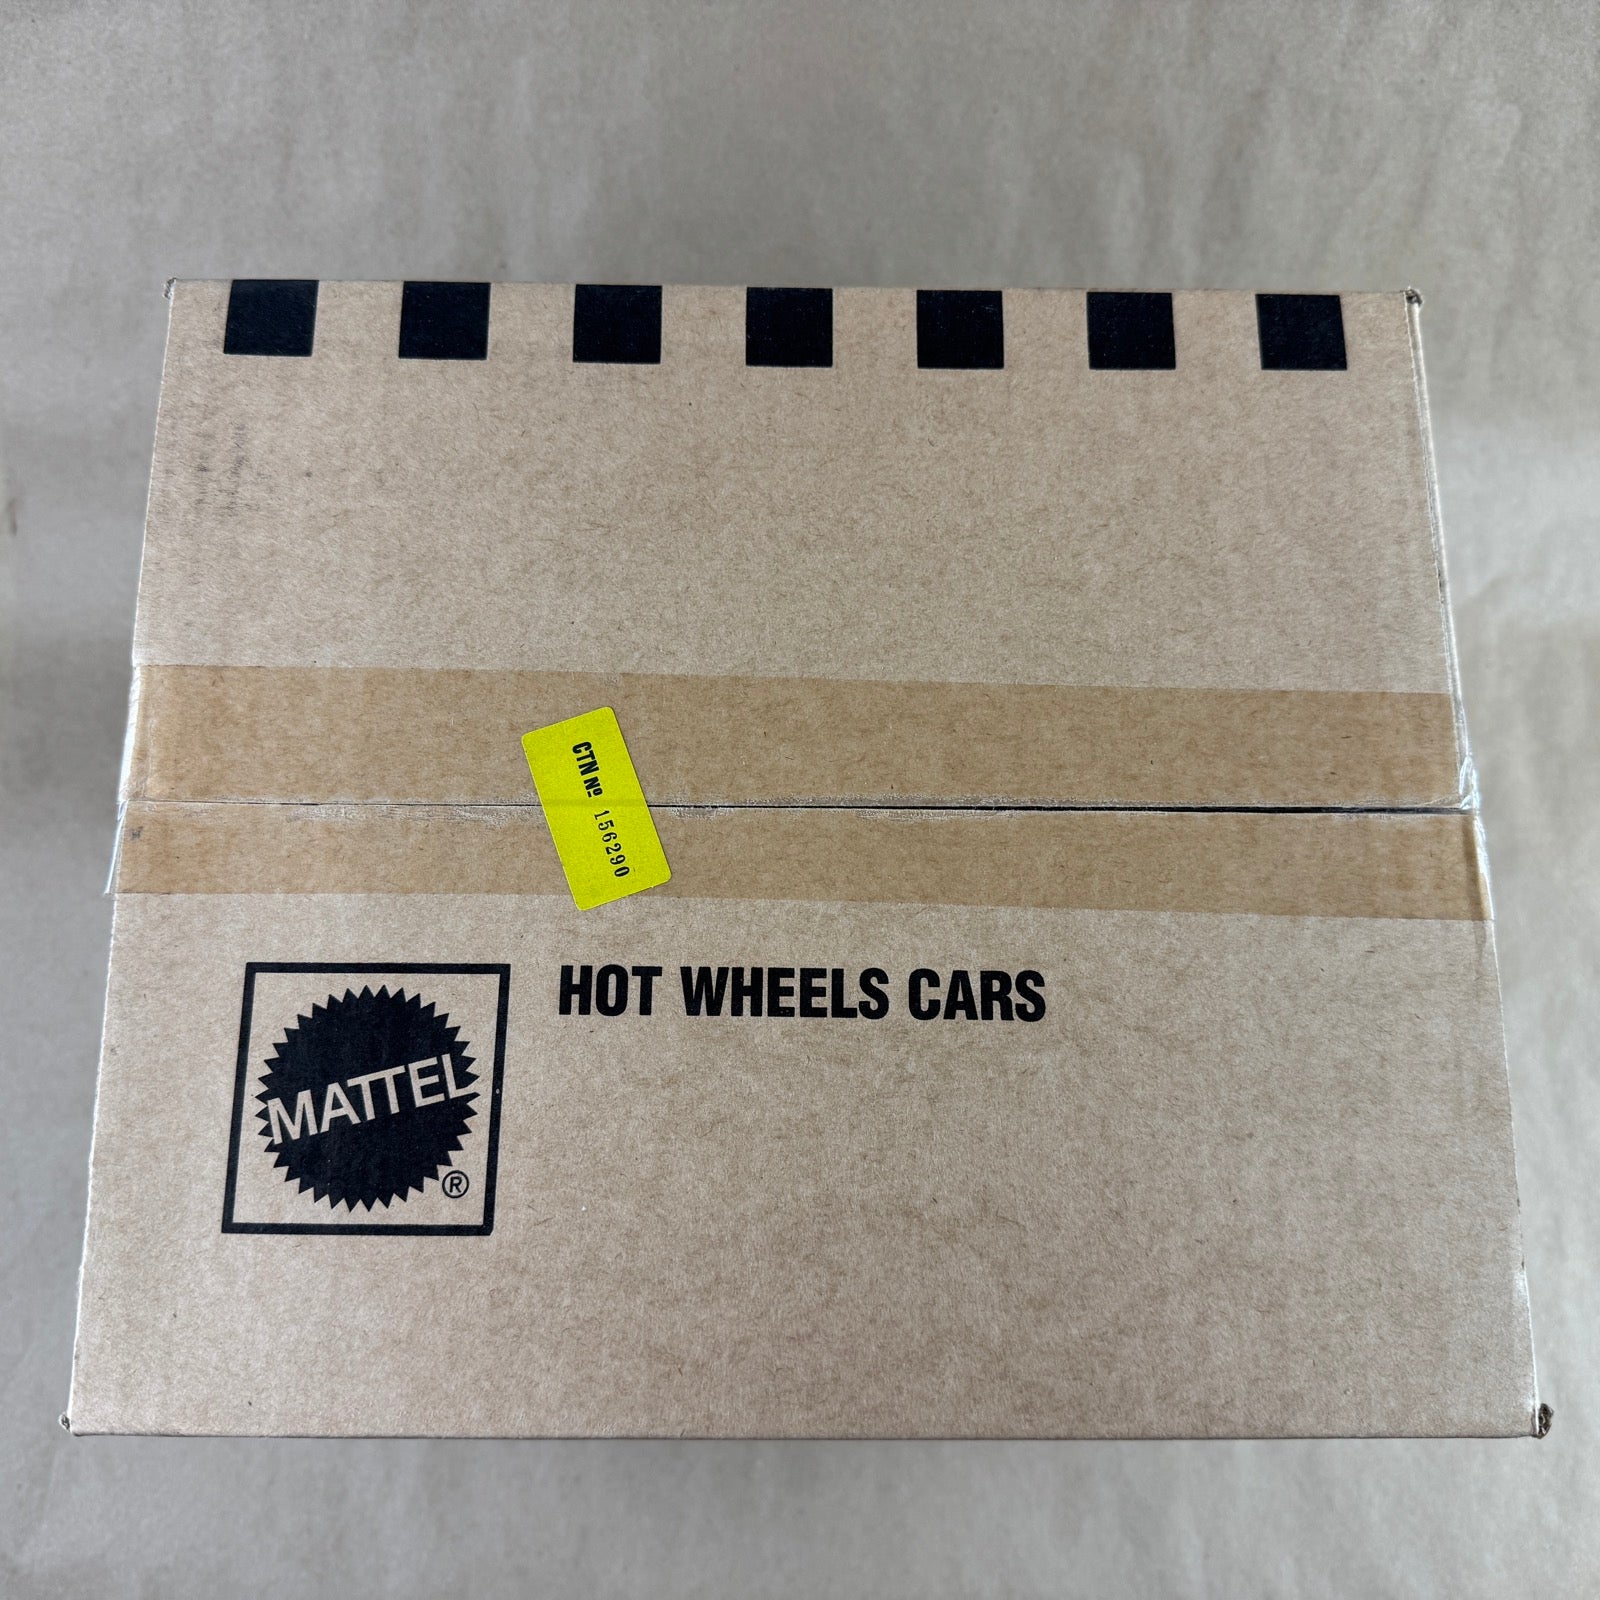 CTN Nº 156290
HOT WHEELS CARS
MATTEL
®